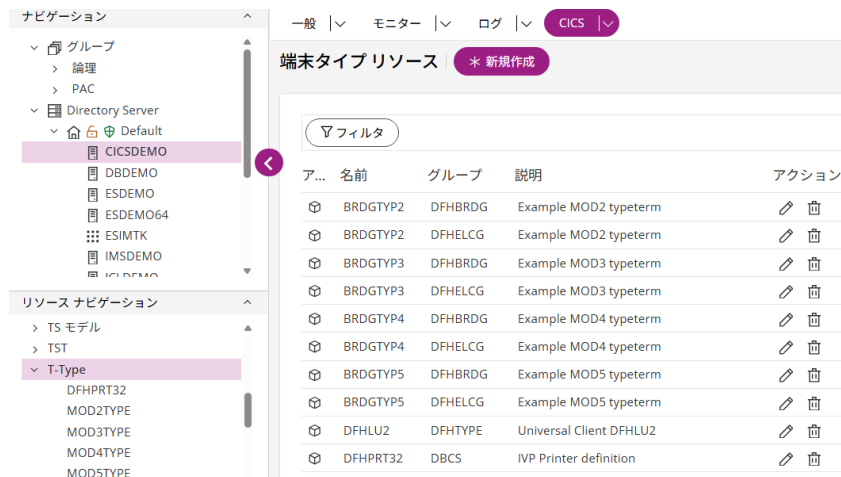 ナビゲーション
グループ
論理
PAC
Directory Server
Default
CICSDEMO
DBDEMO
ESDEMO
ESDEMO64
ESIMTK
IMSDEMO
リソース ナビゲーション
TS モデル
TST
T-Type
DFHPRT32
MOD2TYPE
MOD3TYPE
MOD4TYPE
MOD5TYPE
一般 モニター ログ CICS
端末タイプ リソース 新規作成
フィルタ
ア... 名前 グループ 説明 アクション
BRDGTYP2 DFHBRDG Example MOD2 typeterm
BRDGTYP2 DFHELCG Example MOD2 typeterm
BRDGTYP3 DFHBRDG Example MOD3 typeterm
BRDGTYP3 DFHELCG Example MOD3 typeterm
BRDGTYP4 DFHBRDG Example MOD4 typeterm
BRDGTYP4 DFHELCG Example MOD4 typeterm
BRDGTYP5 DFHBRDG Example MOD5 typeterm
BRDGTYP5 DFHELCG Example MOD5 typeterm
DFHLU2 DFHTYPE Universal Client DFHLU2
DFHPRT32 DBCS IVP Printer definition